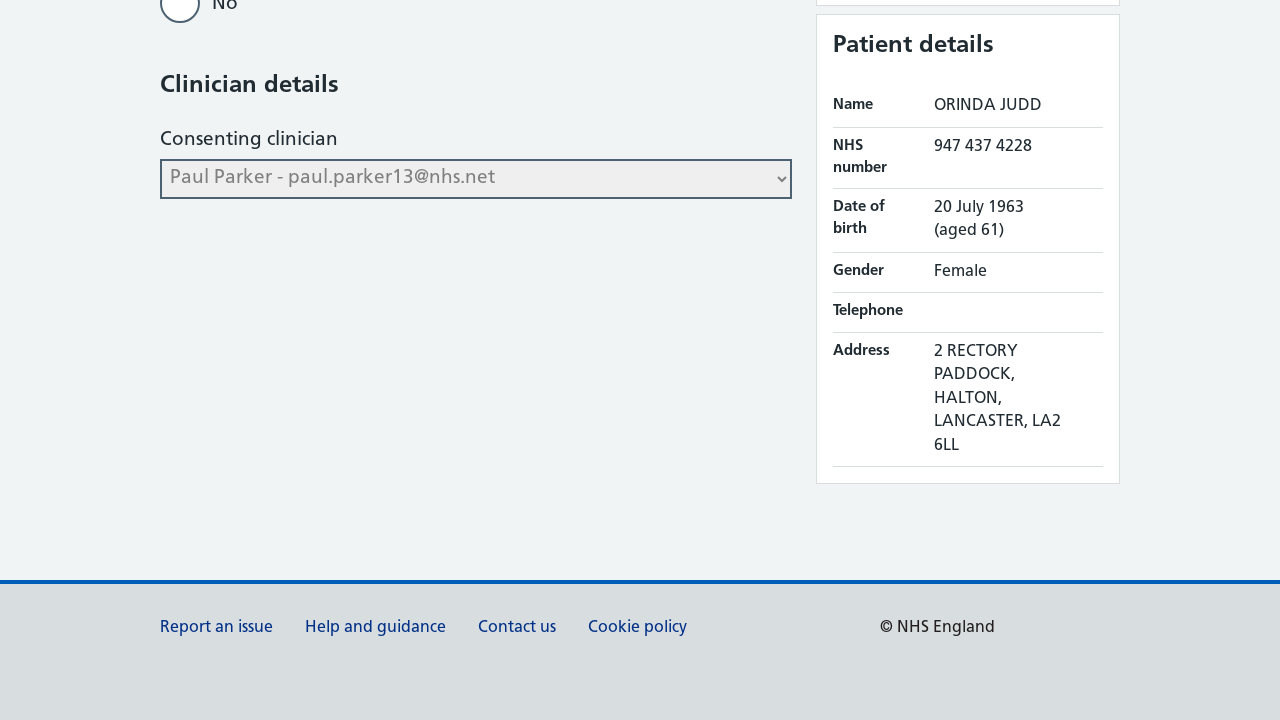 No
Clinician details
Consenting clinician
Paul Parker - paul.parker13@nhs.net
Patient details
Name ORINDA JUDD
NHS number 947 437 4228
Date of birth 20 July 1963
(aged 61)
Gender Female
Telephone
Address 2 RECTORY
PADDOCK,
HALTON,
LANCASTER, LA2
6LL
Report an issue Help and guidance Contact us Cookie policy © NHS England